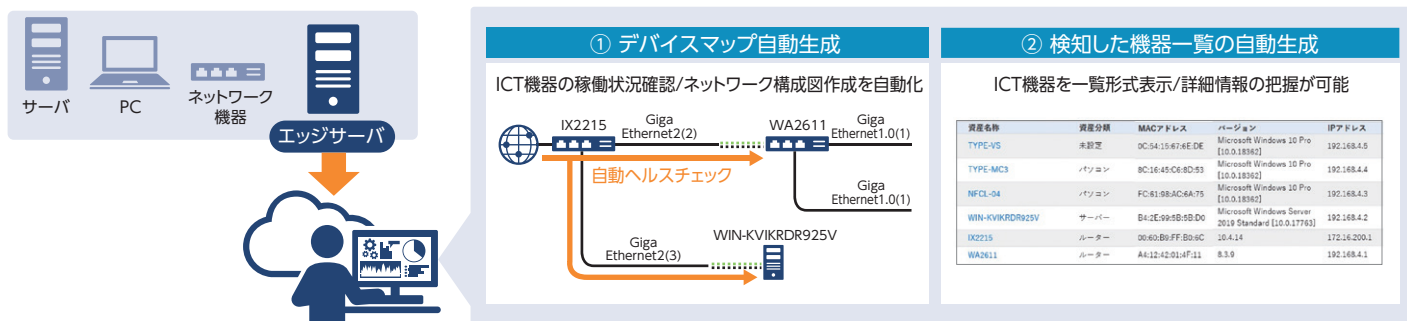 サーバ
PC
ネットワーク
機器
エッジサーバ
① デバイスマップ自動生成
ICT機器の稼働状況確認/ネットワーク構成図作成を自動化
IX2215
Giga
Ethernet2(2)
WA2611
Giga
Ethernet1.0(1)
自動ヘルスチェック
Giga
Ethernet1.0(1)
Giga
Ethernet2(3)
WIN-KVIKRDR925V
② 検知した機器一覧の自動生成
ICT機器を一覧形式表示/詳細情報の把握が可能
資産名称 資産分類 MACアドレス バージョン IPアドレス
TYPE-VS 未設定 0C:54:15:67:6E:DE Microsoft Windows 10 Pro [10.0.18362] 192.168.4.5
TYPE-MC3 パソコン 8C:16:45:C6:8D:53 Microsoft Windows 10 Pro [10.0.18362] 192.168.4.4
NFCL-04 パソコン FC:61:98:AC:6A:75 Microsoft Windows 10 Pro [10.0.18362] 192.168.4.3
WIN-KVIKRDR925V サーバー B4:2E:99:5B:5B:D0 Microsoft Windows Server 2019 Standard [10.0.17763] 192.168.4.2
IX2215 ルーター 00:60:B9:FF:B0:6C 10.4.14 172.16.200.1
WA2611 ルーター A4:12:42:01:4F:11 8.3.9 192.168.4.1